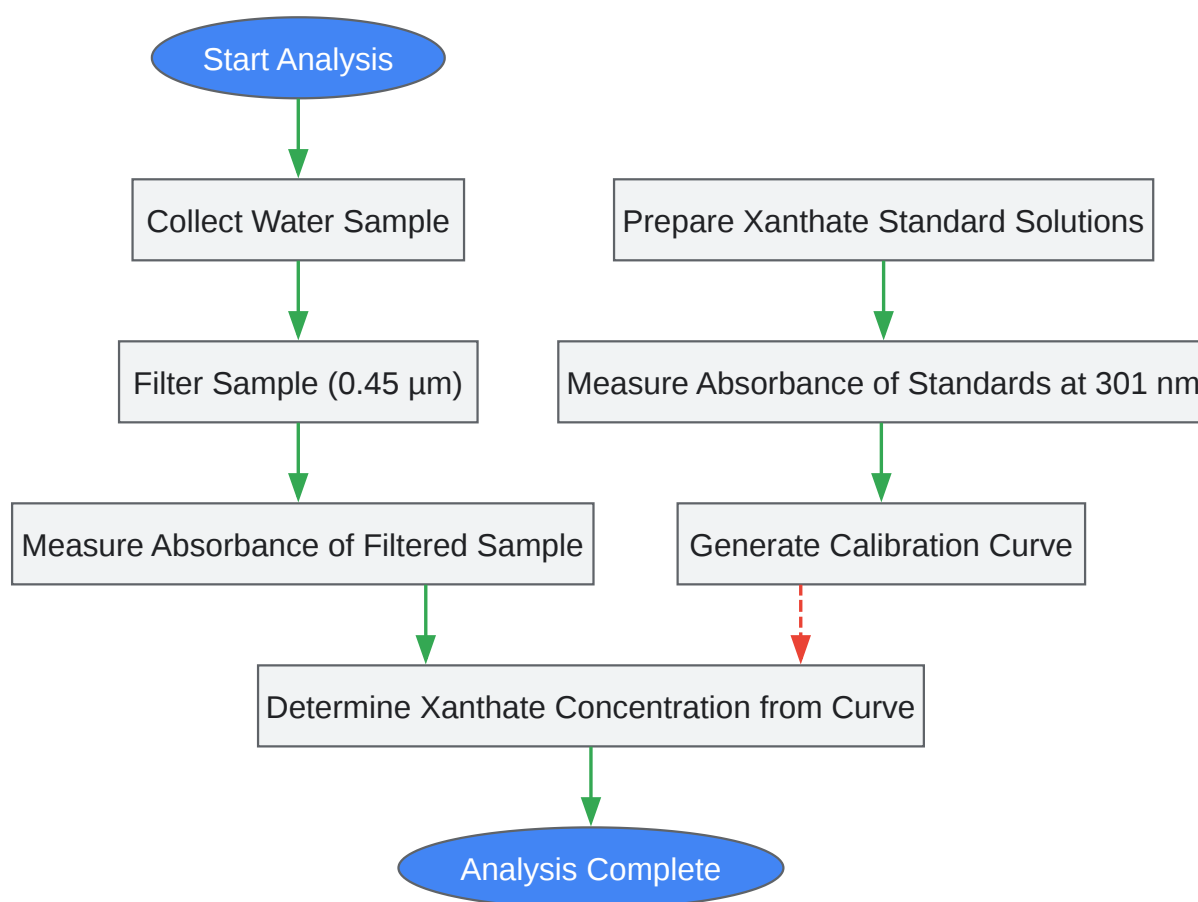 Start Analysis
Collect Water Sample
Prepare Xanthate Standard Solutions
Filter Sample (0.45 µm)
Measure Absorbance of Standards at 301 nm
Measure Absorbance of Filtered Sample
Generate Calibration Curve
Determine Xanthate Concentration from Curve
Analysis Complete